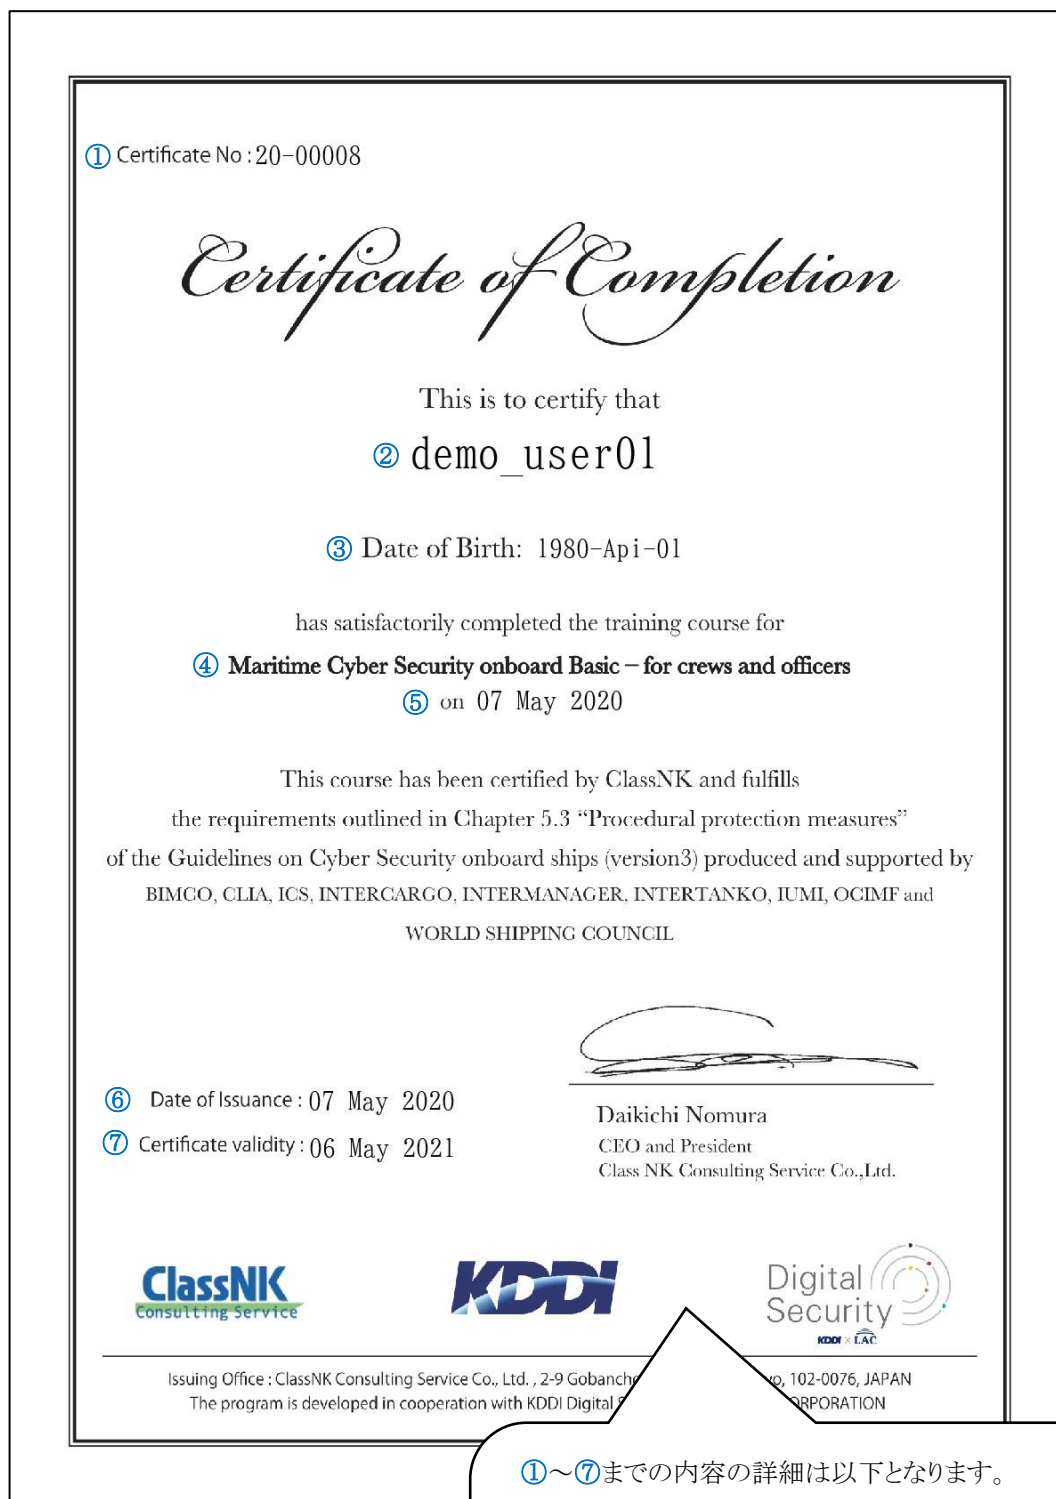 ① Certificate No : 20-00008
Certificate of Completion
This is to certify that
② demo_user01
③ Date of Birth: 1980-Api-01
has satisfactorily completed the training course for
④ Maritime Cyber Security onboard Basic – for crews and officers
⑤ on 07 May 2020
This course has been certified by ClassNK and fulfills
the requirements outlined in Chapter 5.3 “Procedural protection measures”
of the Guidelines on Cyber Security onboard ships (version3) produced and supported by
BIMCO, CLIA, ICS, INTERCARGO, INTERMANAGER, INTERTANKO, IUMI, OCIMF and
WORLD SHIPPING COUNCIL
⑥ Date of Issuance : 07 May 2020
⑦ Certificate validity : 06 May 2021
Daikichi Nomura
CEO and President
Class NK Consulting Service Co.,Ltd.
ClassNK
Consulting Service
KDDI
Digital
Security
KDDI × LAC
Issuing Office : ClassNK Consulting Service Co., Ltd. , 2-9 Gobancho 102-0076, JAPAN
The program is developed in cooperation with KDDI Digital
①～⑦までの内容の詳細は以下となります。